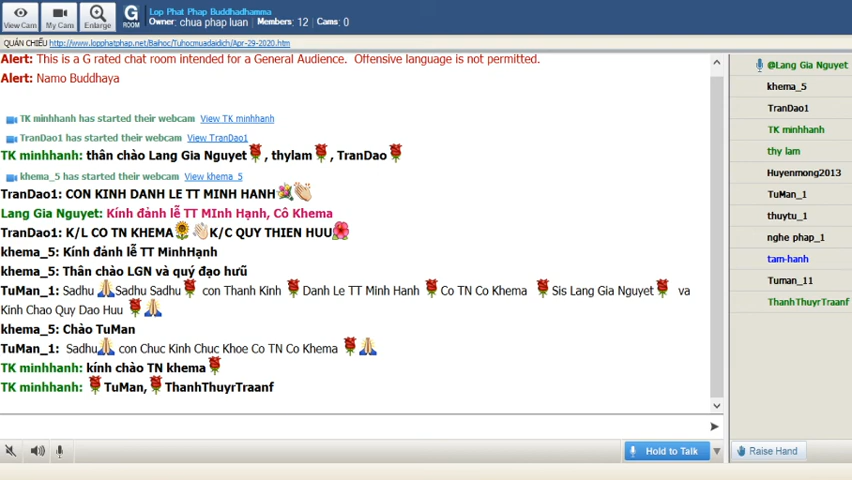 View Cam
My Cam
Enlarge
G
ROOM
Lop Phat Phap Buddhadhamma
Owner: chua phap luan Members: 12 Cams: 0
QUÁN CHIẾU http://www.lopphatphap.net/Baihoc/Tuhocmuadaidich/Apr-29-2020.htm
Alert: This is a G rated chat room intended for a General Audience. Offensive language is not permitted.
Alert: Namo Buddhaya
TK minhhanh has started their webcam View TK minhhanh
TranDao1 has started their webcam View TranDao1
TK minhhanh: thân chào Lang Gia Nguyet, thylam, TranDao
khema_5 has started their webcam View khema_5
TranDao1: CON KINH DANH LE TT MINH HANH
Lang Gia Nguyet: Kính đảnh lễ TT MInh Hạnh, Cô Khema
TranDao1: K/L CO TN KHEMA K/C QUY THIEN HUU
khema_5: Kính đảnh lễ TT MinhHạnh
khema_5: Thân chào LGN và quý đạo hưũ
TuMan_1: Sadhu Sadhu Sadhu con Thanh Kinh Danh Le TT Minh Hanh Co TN Co Khema Sis Lang Gia Nguyet va
Kinh Chao Quy Dao Huu
khema_5: Chào TuMan
TuMan_1: Sadhu con Chuc Kinh Chuc Khoe Co TN Co Khema
TK minhhanh: kính chào TN khema
TK minhhanh: TuMan, ThanhThuyrTraanf
Hold to Talk
@Lang Gia Nguyet
khema_5
TranDao1
TK minhhanh
thy lam
Huyenmong2013
TuMan_1
thuytu_1
nghe phap_1
tam-hanh
Tuman_11
ThanhThuyrTraanf
Raise Hand